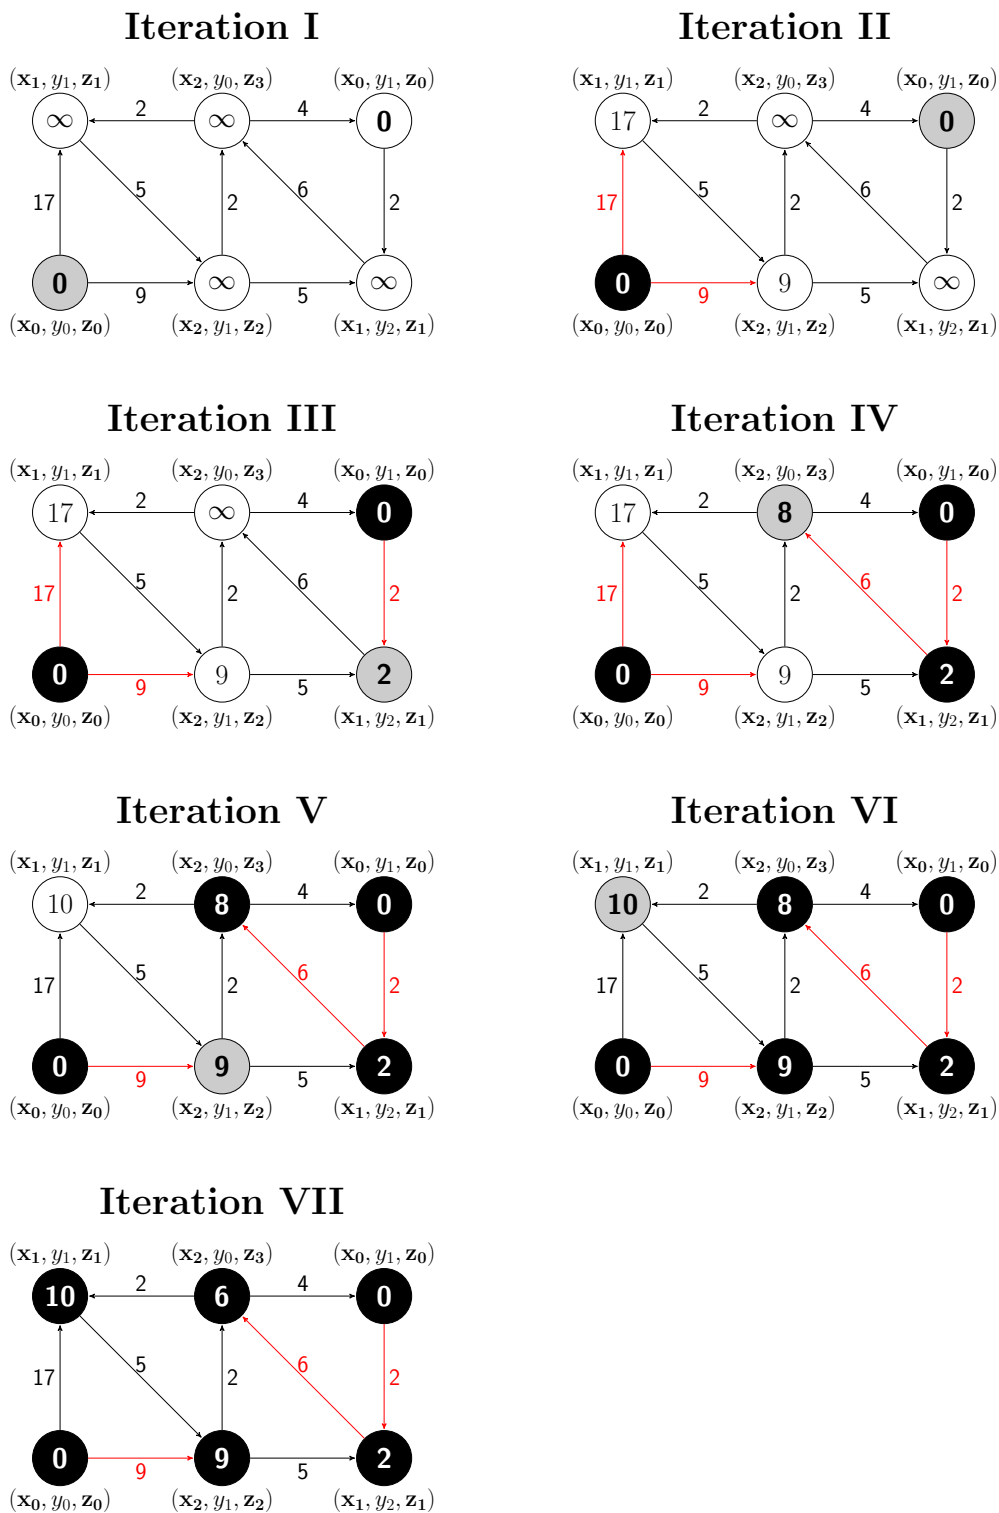 Iteration I Iteration II
(x₁, y₁, z₁) (x₂, y₀, z₃) (x₀, y₁, z₀) (x₁, y₁, z₁) (x₂, y₀, z₃) (x₀, y₁, z₀)
∞ 2 ∞ 4 0 17 2 ∞ 4 0
17 5 2 6 2 17 5 2 6 2
0 9 ∞ 5 ∞ 0 9 9 5 ∞
(x₀, y₀, z₀) (x₂, y₁, z₂) (x₁, y₂, z₁) (x₀, y₀, z₀) (x₂, y₁, z₂) (x₁, y₂, z₁)
Iteration III Iteration IV
(x₁, y₁, z₁) (x₂, y₀, z₃) (x₀, y₁, z₀) (x₁, y₁, z₁) (x₂, y₀, z₃) (x₀, y₁, z₀)
17 2 ∞ 4 0 17 2 8 4 0
17 5 2 6 2 17 5 2 6 2
0 9 9 5 2 0 9 9 5 2
(x₀, y₀, z₀) (x₂, y₁, z₂) (x₁, y₂, z₁) (x₀, y₀, z₀) (x₂, y₁, z₂) (x₁, y₂, z₁)
Iteration V Iteration VI
(x₁, y₁, z₁) (x₂, y₀, z₃) (x₀, y₁, z₀) (x₁, y₁, z₁) (x₂, y₀, z₃) (x₀, y₁, z₀)
10 2 8 4 0 10 2 8 4 0
17 5 2 6 2 17 5 2 6 2
0 9 9 5 2 0 9 9 5 2
(x₀, y₀, z₀) (x₂, y₁, z₂) (x₁, y₂, z₁) (x₀, y₀, z₀) (x₂, y₁, z₂) (x₁, y₂, z₁)
Iteration VII
(x₁, y₁, z₁) (x₂, y₀, z₃) (x₀, y₁, z₀)
10 2 6 4 0
17 5 2 6 2
0 9 9 5 2
(x₀, y₀, z₀) (x₂, y₁, z₂) (x₁, y₂, z₁)